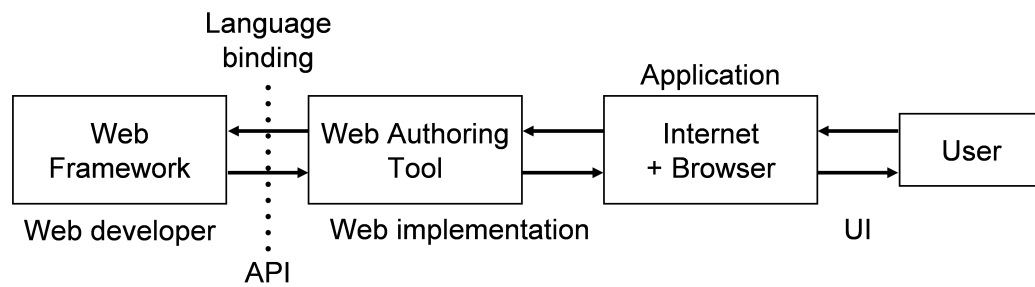 Language
binding
Application
Web
Framework
Web Authoring
Tool
Internet
+ Browser
User
Web developer
Web implementation
UI
API